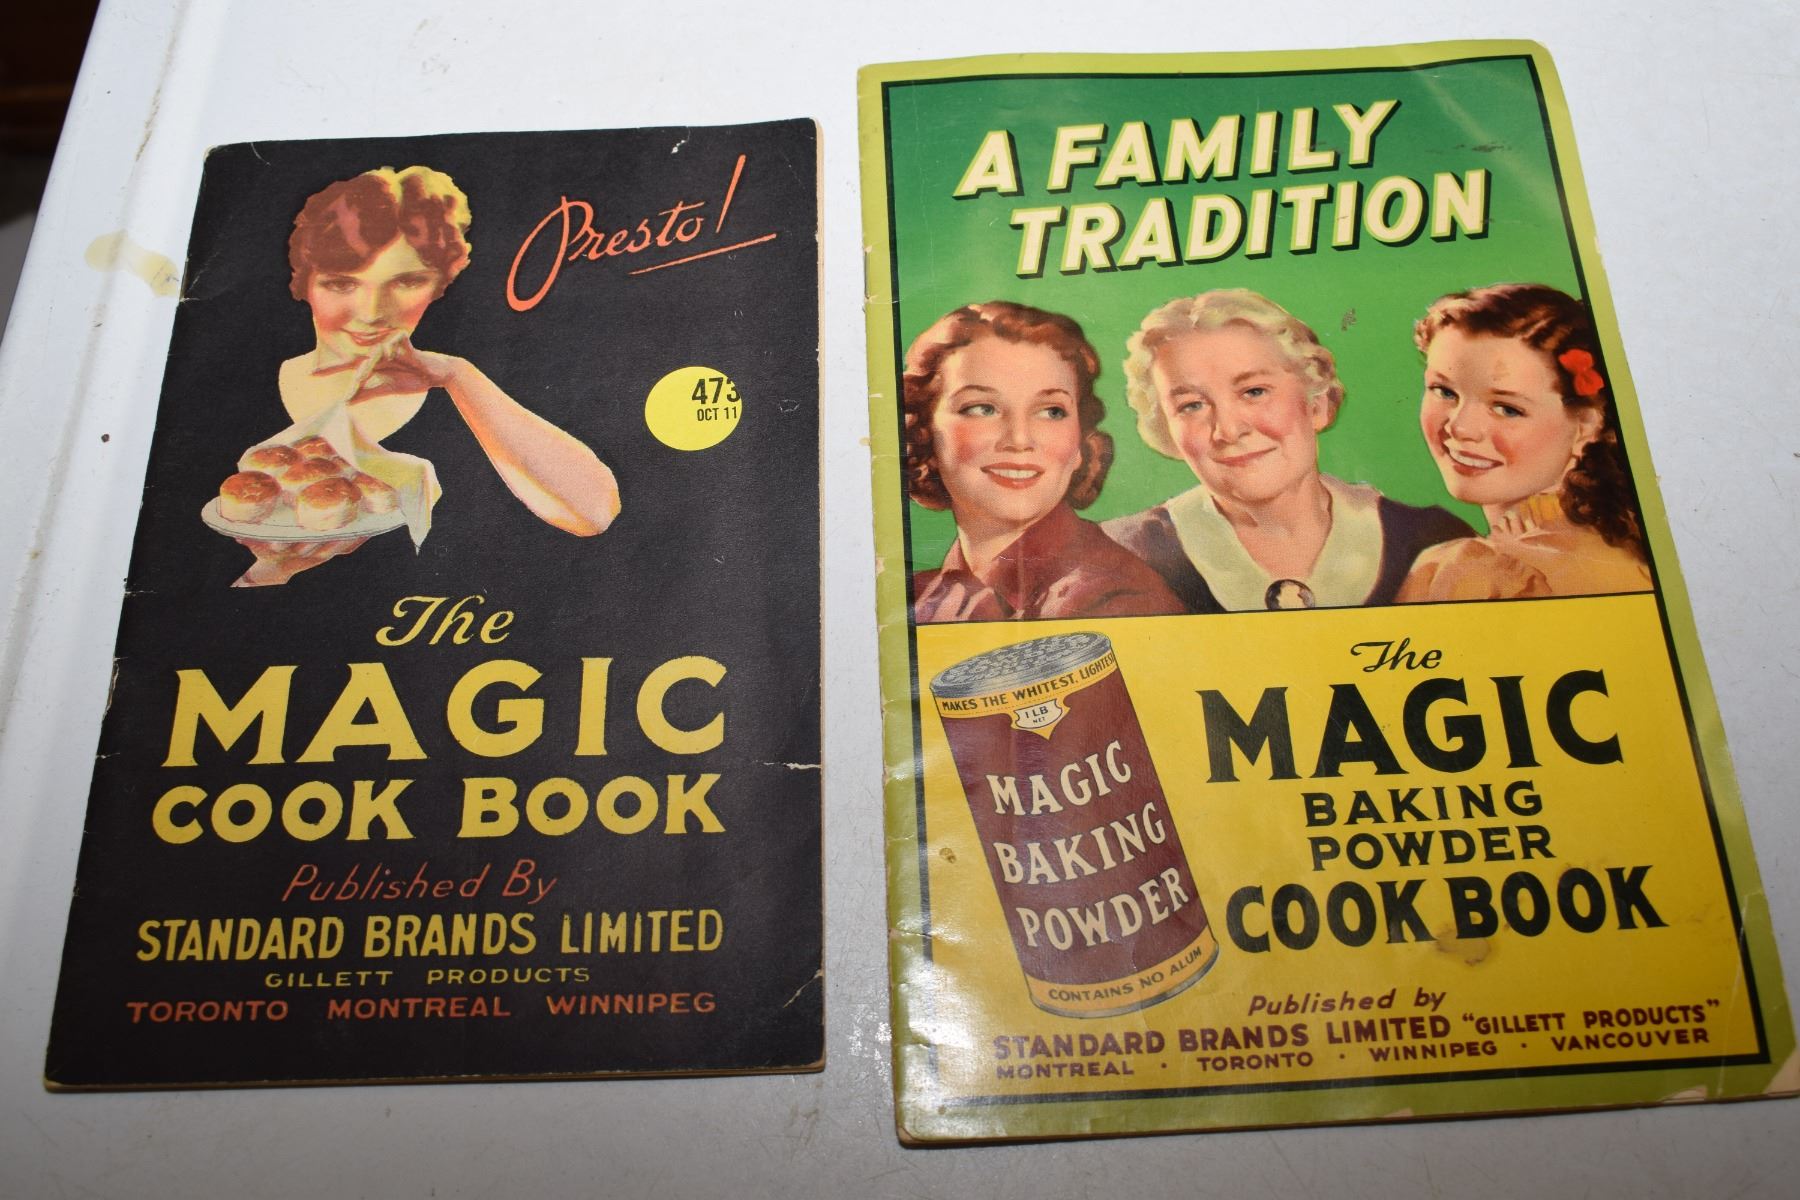 Presto!
473
OCT 11
The
MAGIC
COOK BOOK
Published By
STANDARD BRANDS LIMITED
GILLETT PRODUCTS
TORONTO MONTREAL WINNIPEG
A FAMILY
TRADITION
MAKES THE WHITEST, LIGHTEST
1 LB
NET
MAGIC
BAKING
POWDER
CONTAINS NO ALUM
The
MAGIC
BAKING
POWDER
COOK BOOK
Published by
STANDARD BRANDS LIMITED "GILLETT PRODUCTS"
MONTREAL · TORONTO · WINNIPEG · VANCOUVER